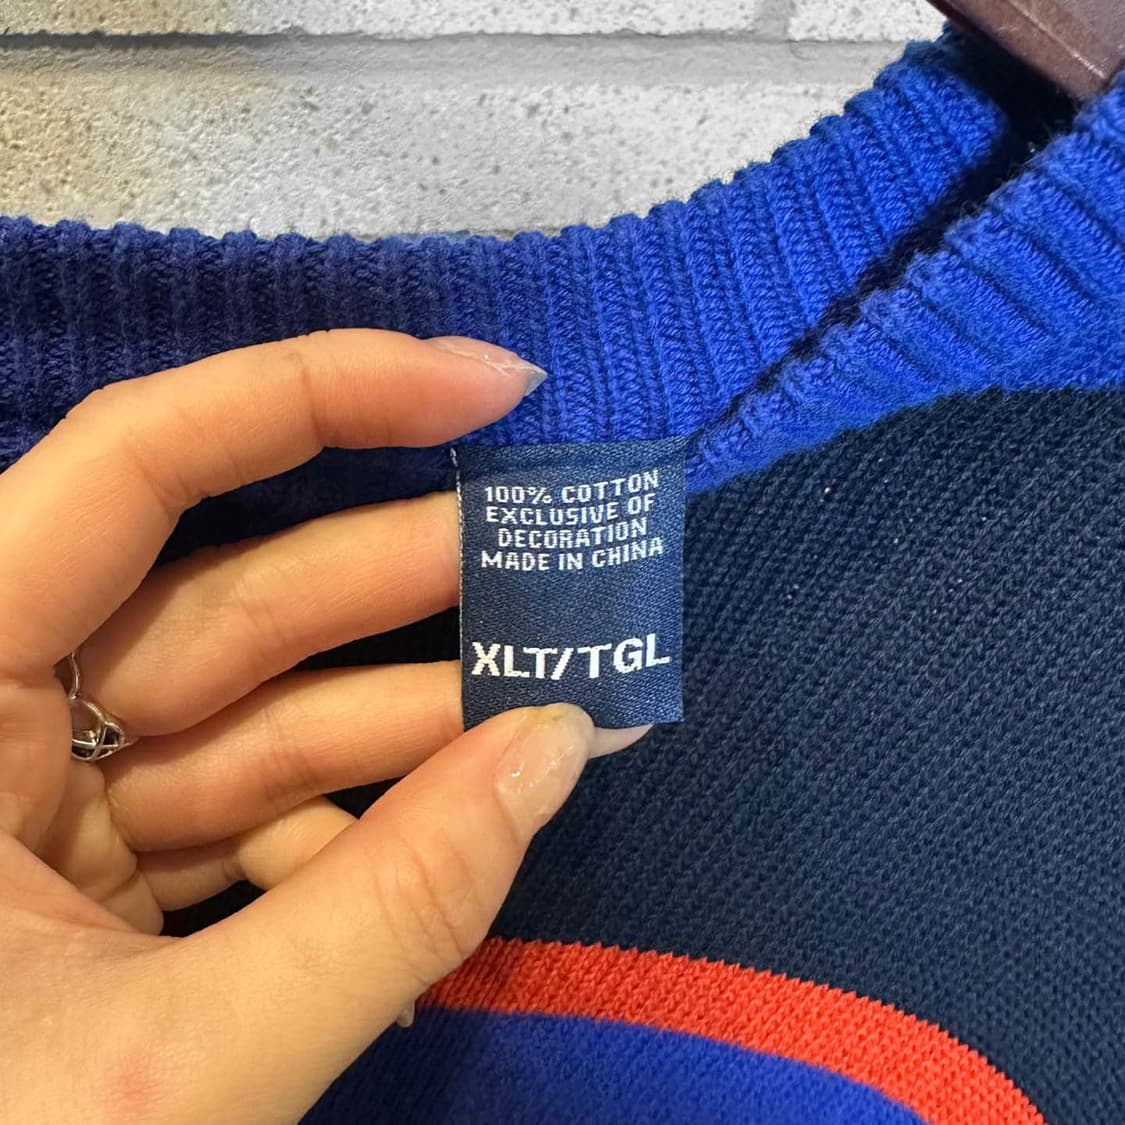 100% COTTON
EXCLUSIVE OF
DECORATION
MADE IN CHINA
XLT/TGL